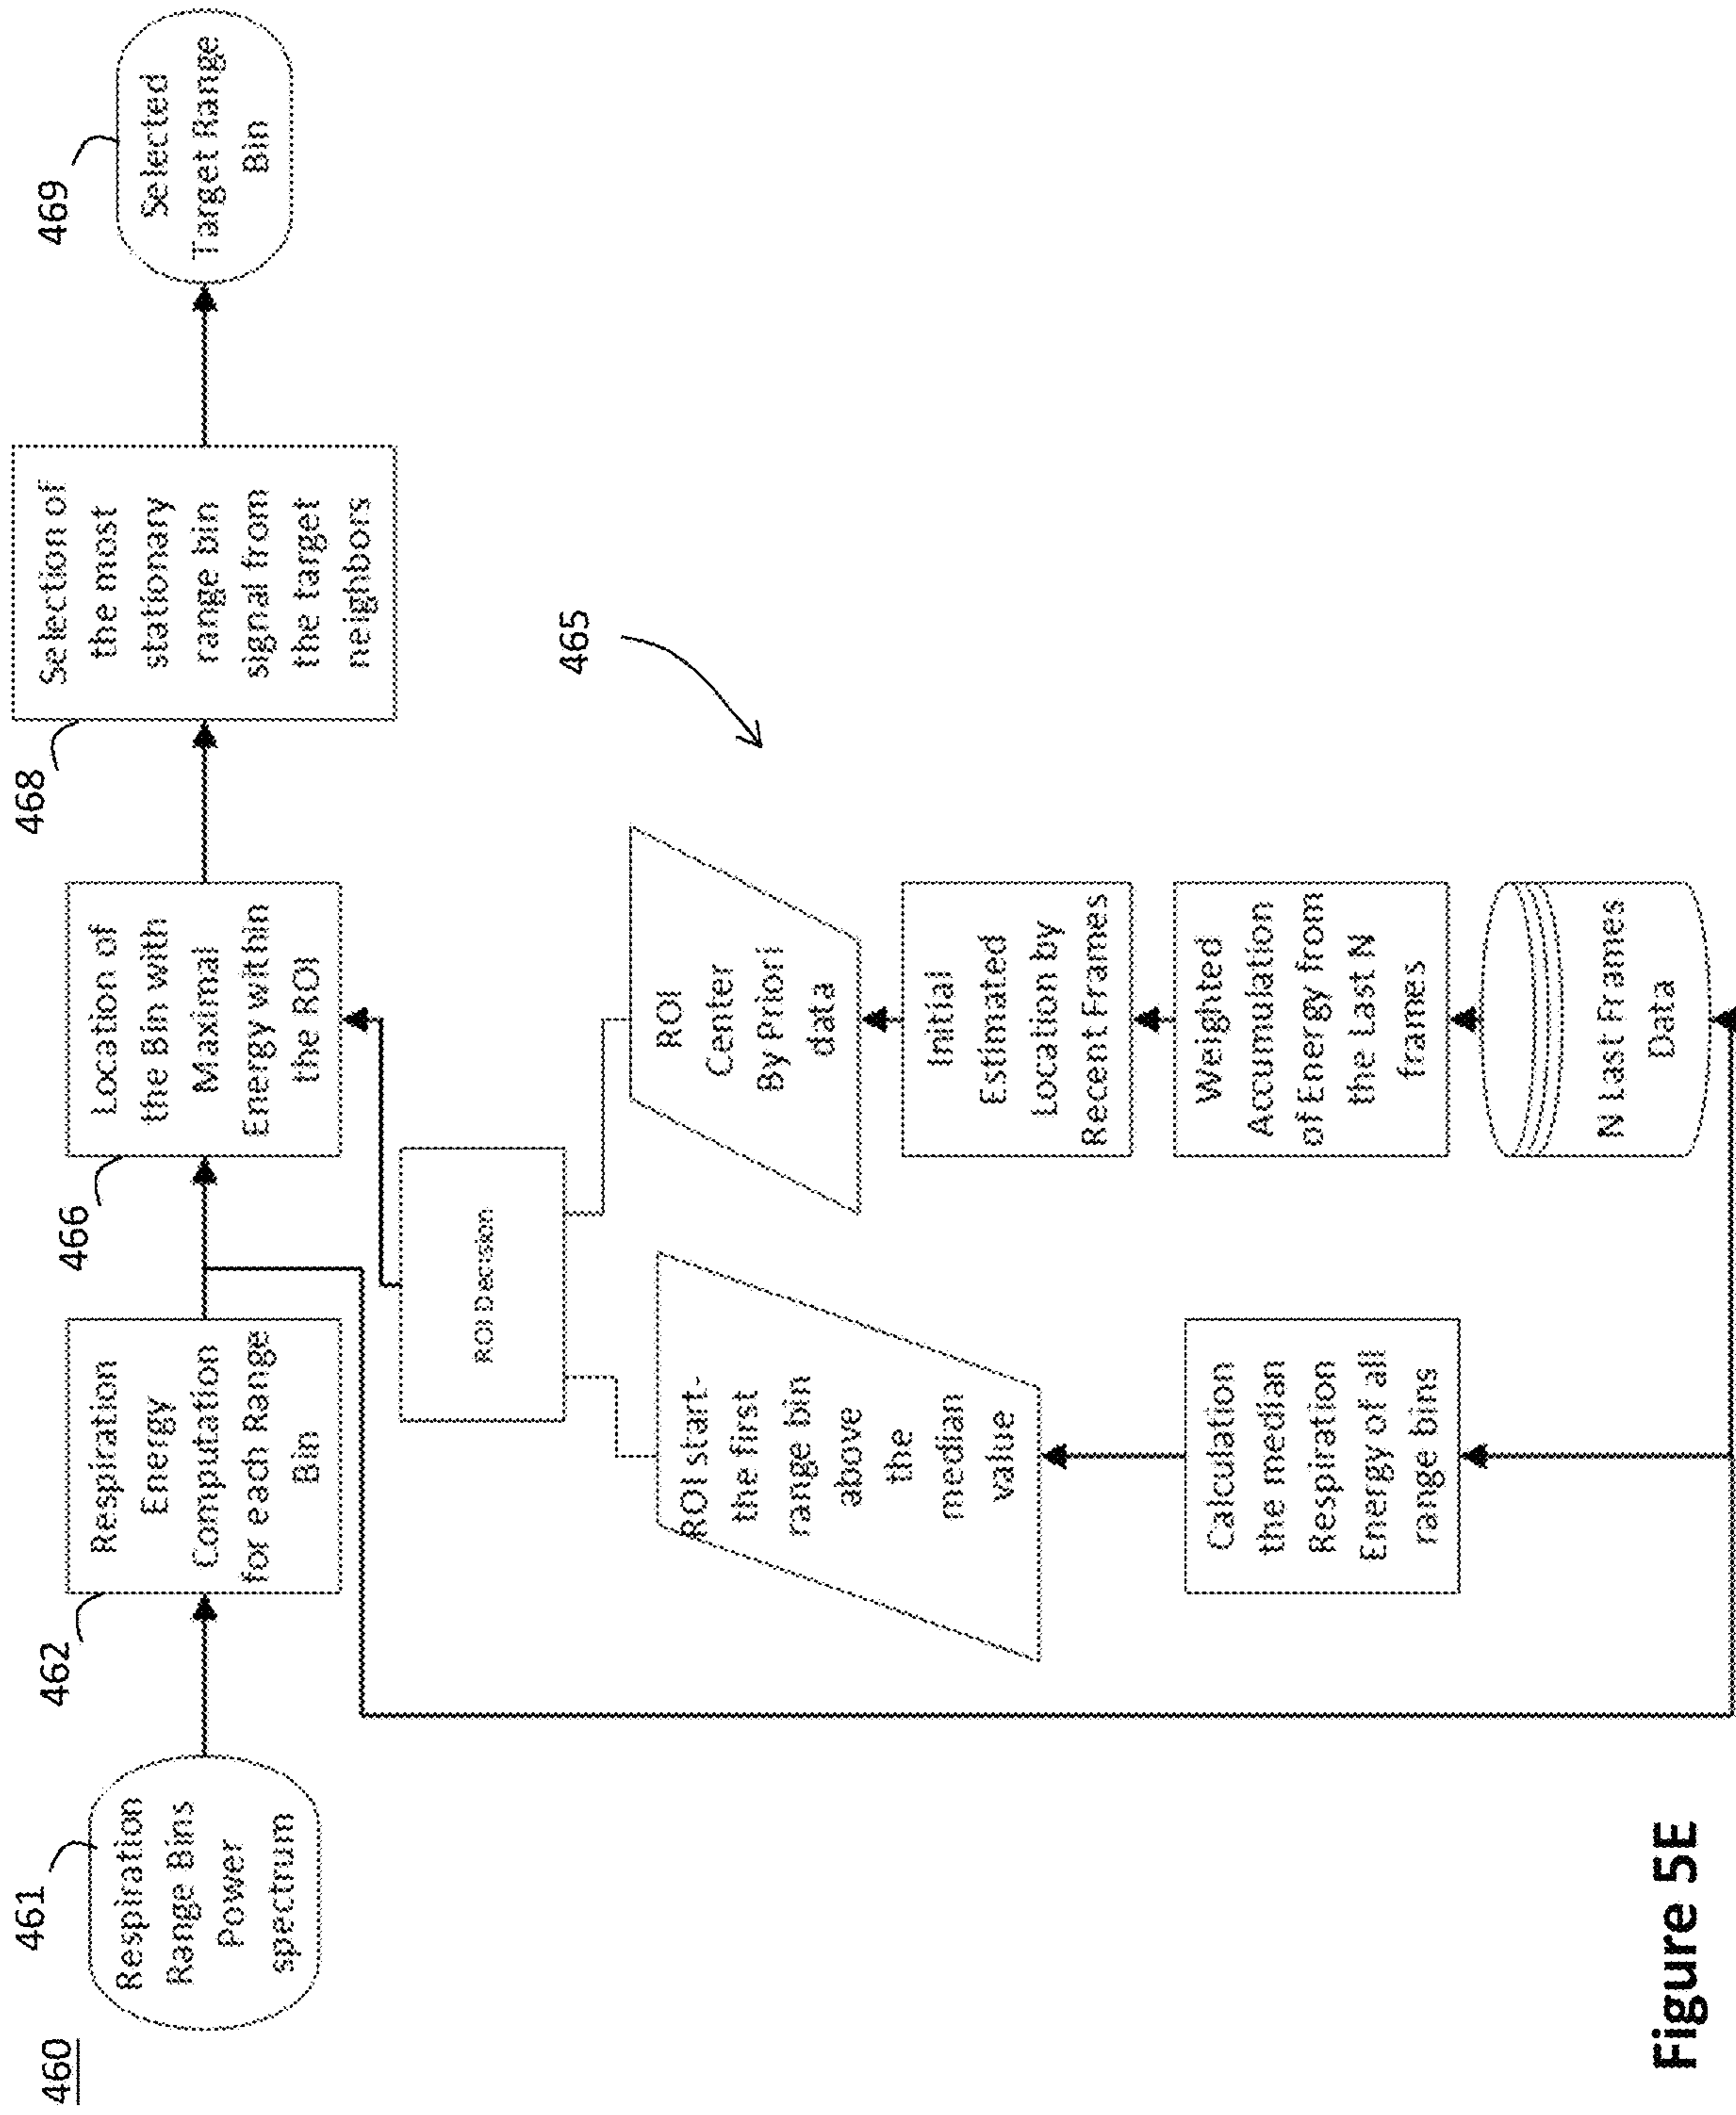 460
461
Respiration
Range Bins
Power
spectrum
462
Respiration
Energy
Computation
for each Range
Bin
466
Location of
the Bin with
Maximal
Energy within
the ROI
468
Selection of
the most
stationary
range bin
signal from
the target
neighbors
469
Selected
Target Range
Bin
ROI Decision
465
ROI start-
the first
range bin
above
the
median
value
ROI
Center
By Priori
data
Calculation
the median
Respiration
Energy of all
range bins
Initial
Estimated
Location by
Recent Frames
Weighted
Accumulation
of Energy from
the Last N
frames
N Last Frames
Data
Figure 5E